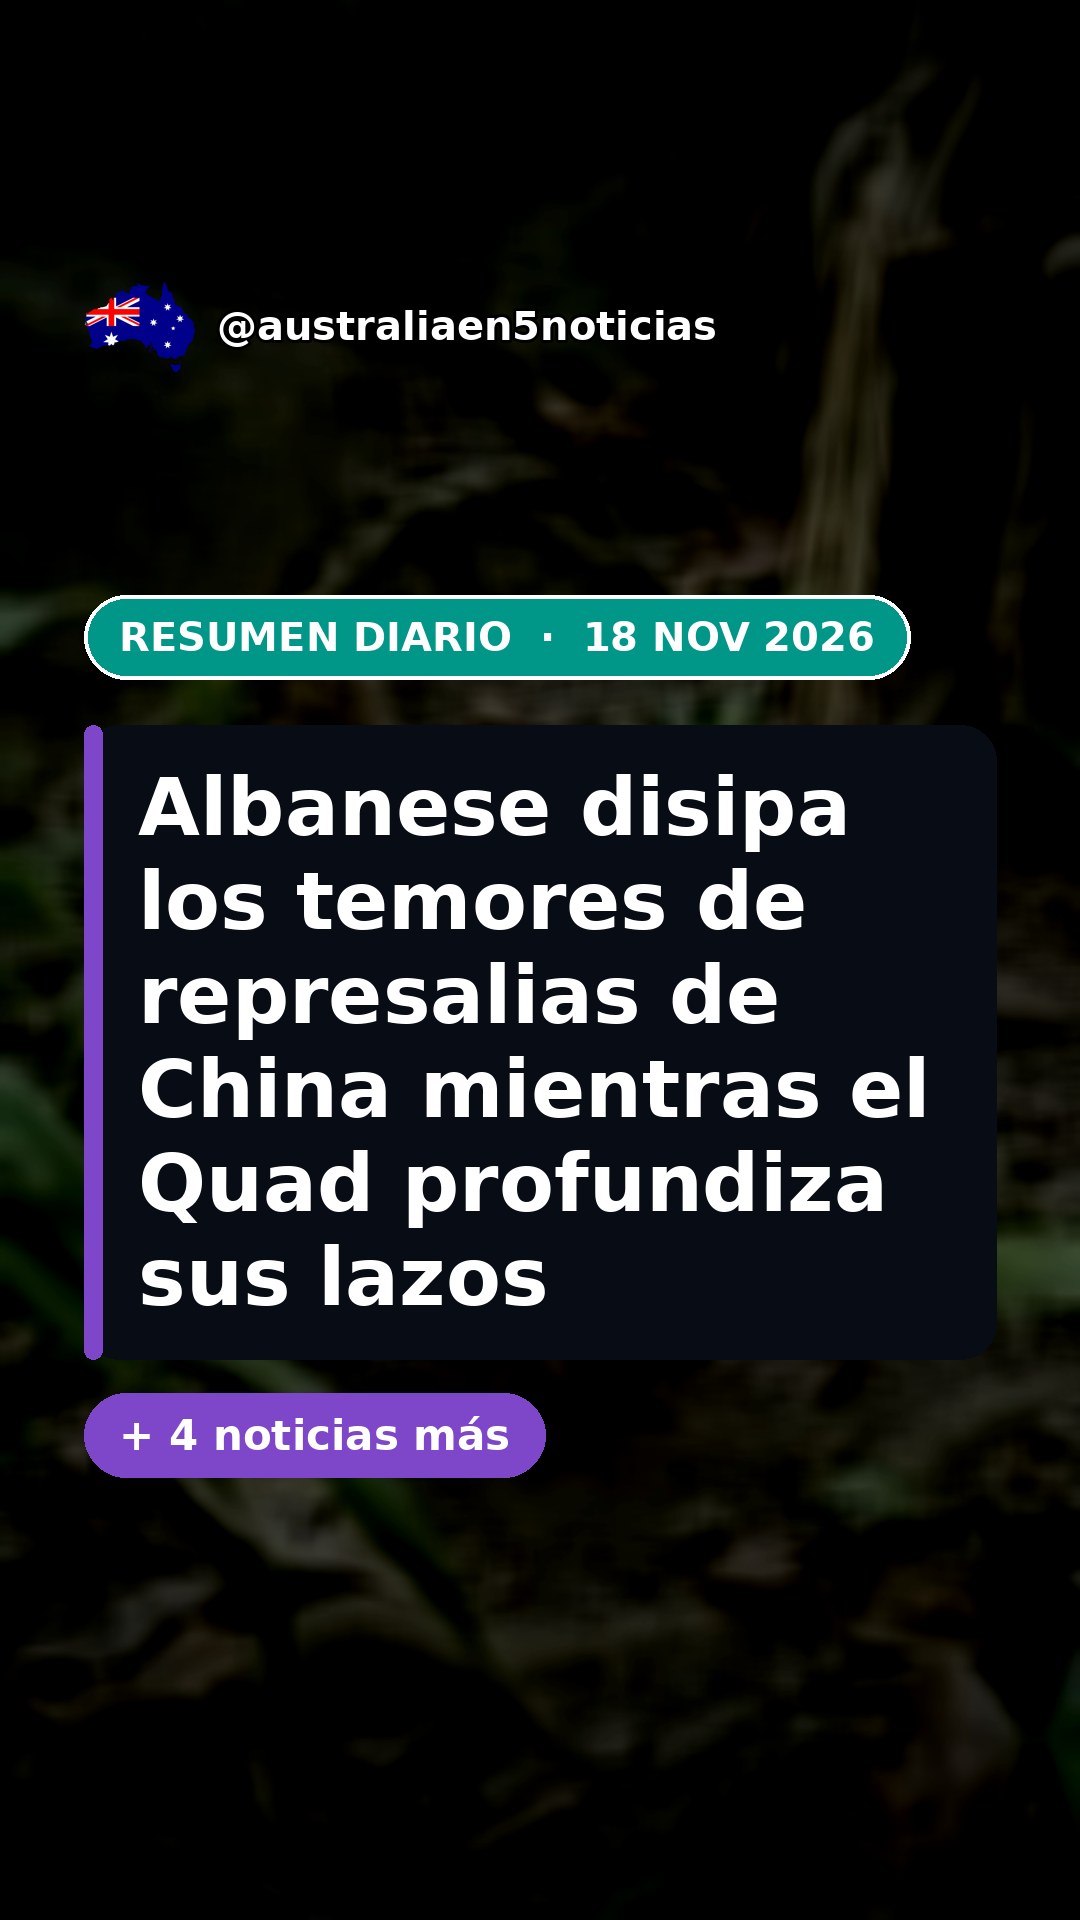 @australiaen5noticias
RESUMEN DIARIO · 18 NOV 2026
Albanese disipa
los temores de
represalias de
China mientras el
Quad profundiza
sus lazos
+ 4 noticias más